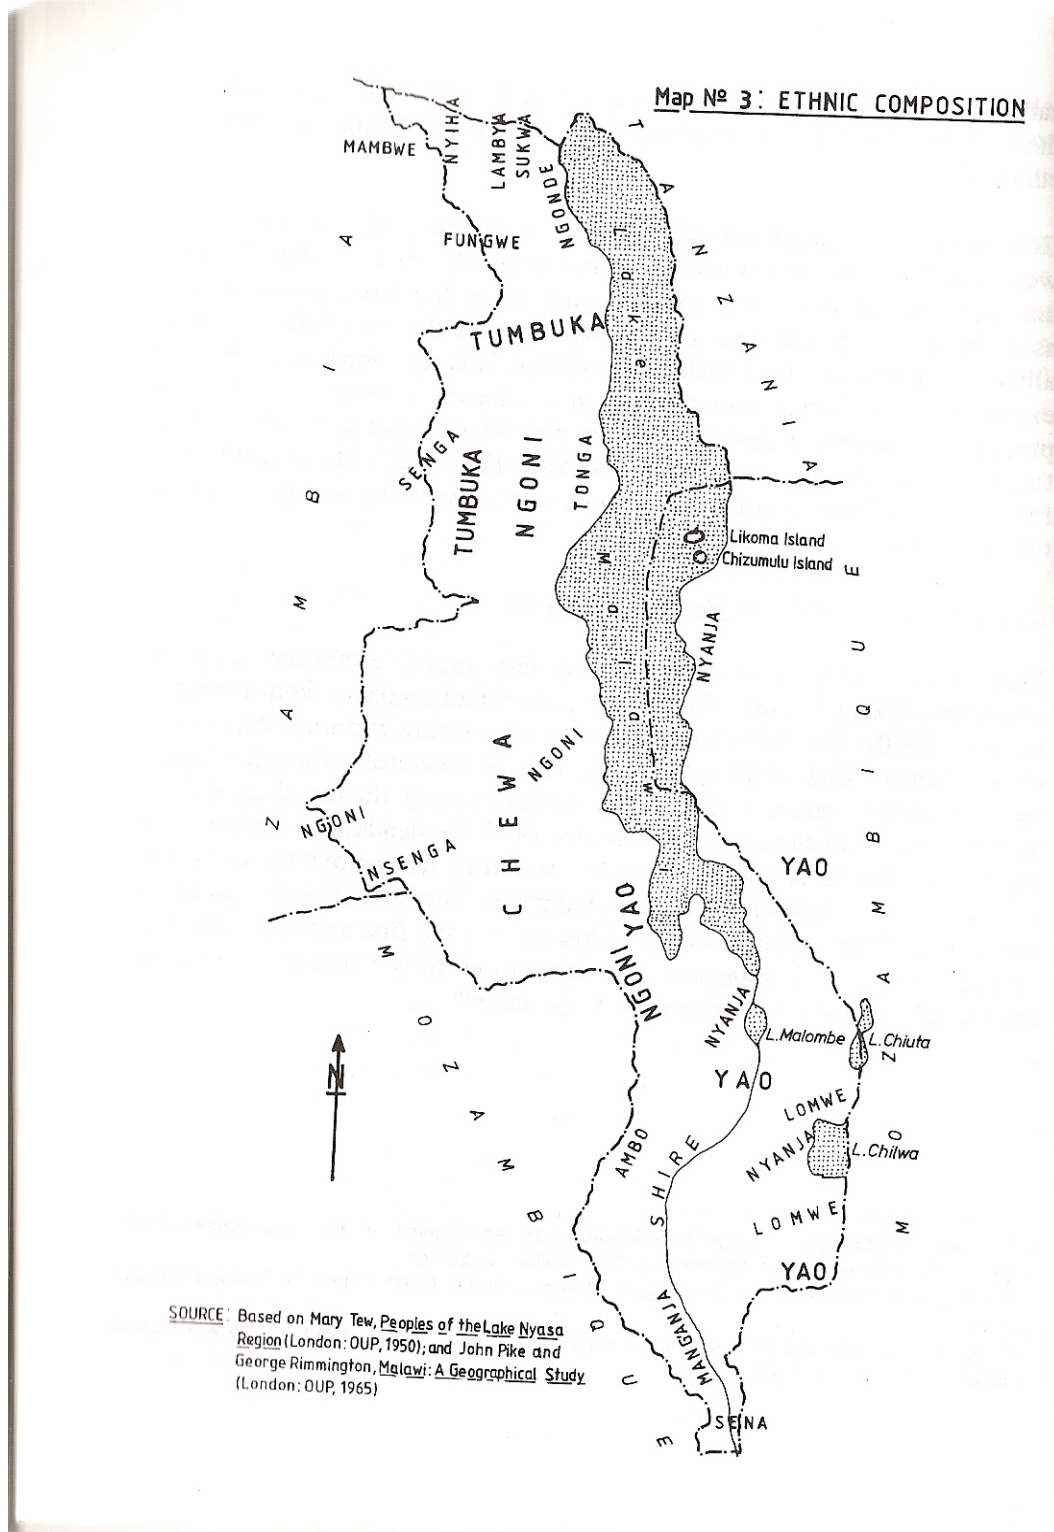 Map Nº 3: ETHNIC COMPOSITION
MAMBWE
NYIHA
LAMBYA
SUKWA
NGONDE
FUNGWE
TUMBUKA
SENGA
TUMBUKA
NGONI
TONGA
Lake Malawi
TANZANIA
ZAMBIA
Likoma Island
Chizumulu Island
NYANJA
CHEWA
NGONI
NGONI
NSENGA
YAO
NGONI YAO
NYANJA
L. Malombe
L. Chiuta
YAO
MOZAMBIQUE
LOMWE
NYANJA
L. Chilwa
AMBO
SHIRE
LOMWE
YAO
MANGANJA
SENA
MOZAMBIQUE
N
SOURCE: Based on Mary Tew, Peoples of the Lake Nyasa
Region (London: OUP, 1950); and John Pike and
George Rimmington, Malawi: A Geographical Study
(London: OUP, 1965)